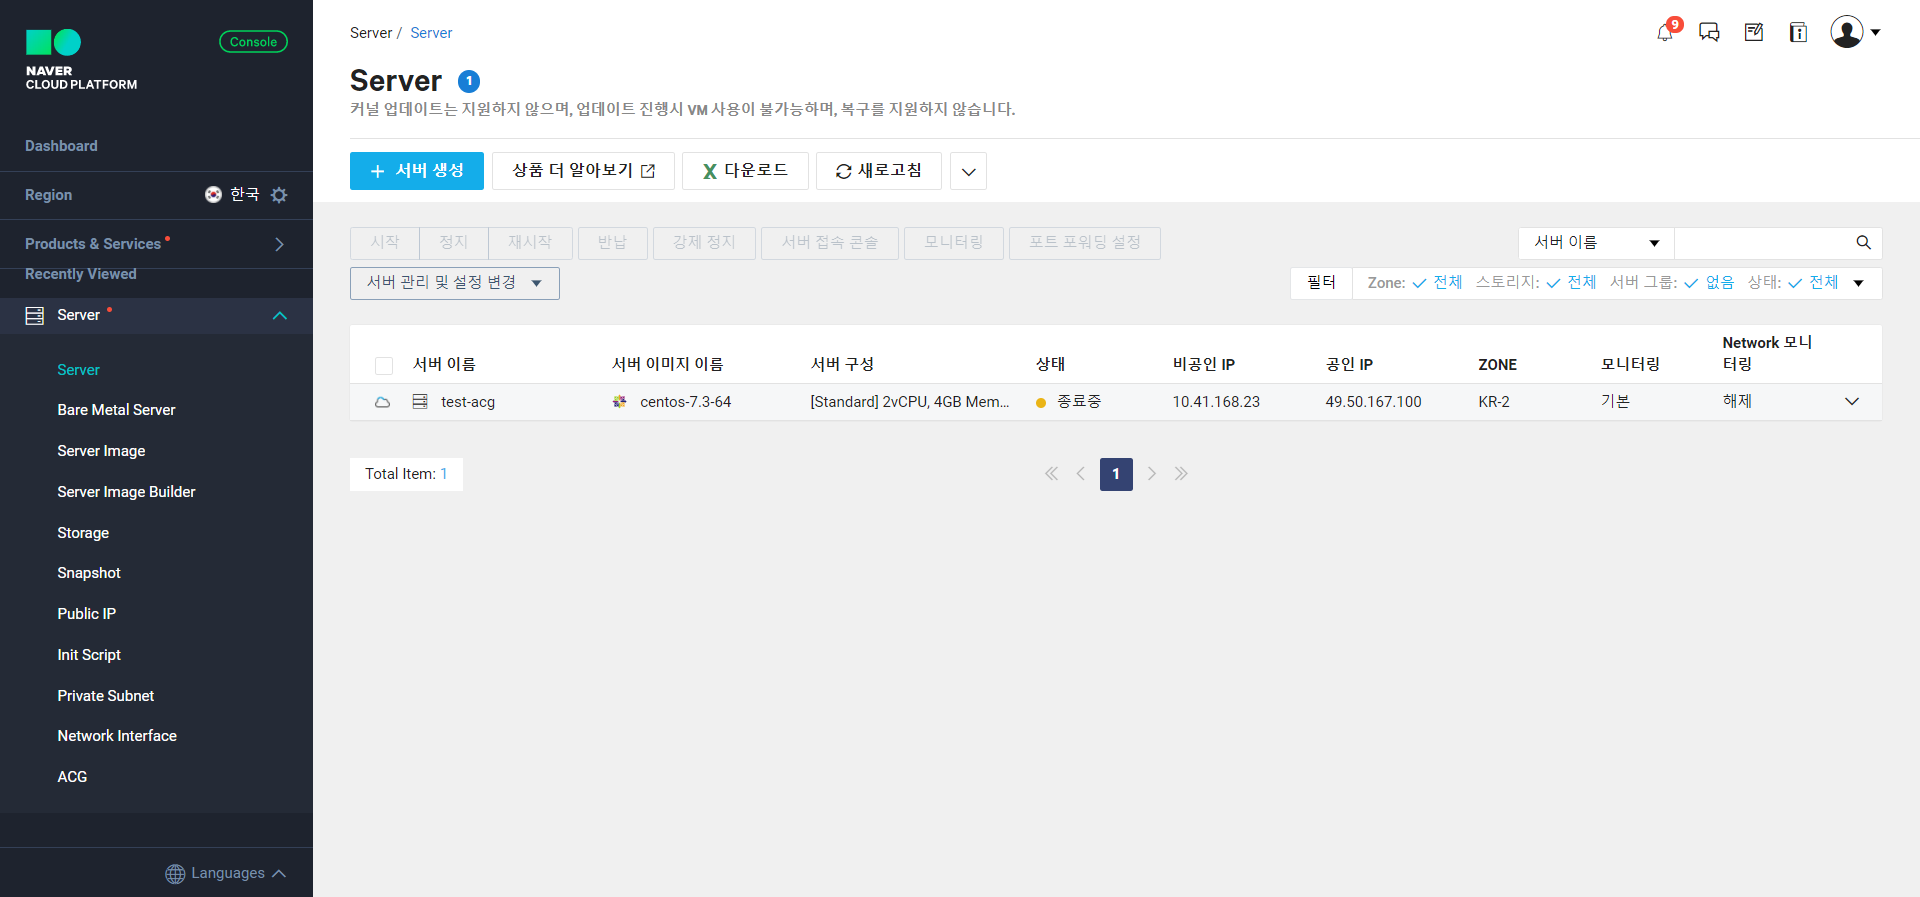 NAVER
CLOUD PLATFORM
Console
Dashboard
Region
한국
Products & Services
Recently Viewed
Server
Server
Bare Metal Server
Server Image
Server Image Builder
Storage
Snapshot
Public IP
Init Script
Private Subnet
Network Interface
ACG
Languages
Server / Server
9
Server 1
커널 업데이트는 지원하지 않으며, 업데이트 진행시 VM 사용이 불가능하며, 복구를 지원하지 않습니다.
서버 생성 상품 더 알아보기 다운로드 새로고침
시작 정지 재시작 반납 강제 정지 서버 접속 콘솔 모니터링 포트 포워딩 설정
서버 이름
서버 관리 및 설정 변경
필터 Zone: 전체 스토리지: 전체 서버 그룹: 없음 상태: 전체
서버 이름 서버 이미지 이름 서버 구성 상태 비공인 IP 공인 IP ZONE 모니터링 Network 모니
터링
test-acg centos-7.3-64 [Standard] 2vCPU, 4GB Mem... 종료중 10.41.168.23 49.50.167.100 KR-2 기본 해제
Total Item: 1
1